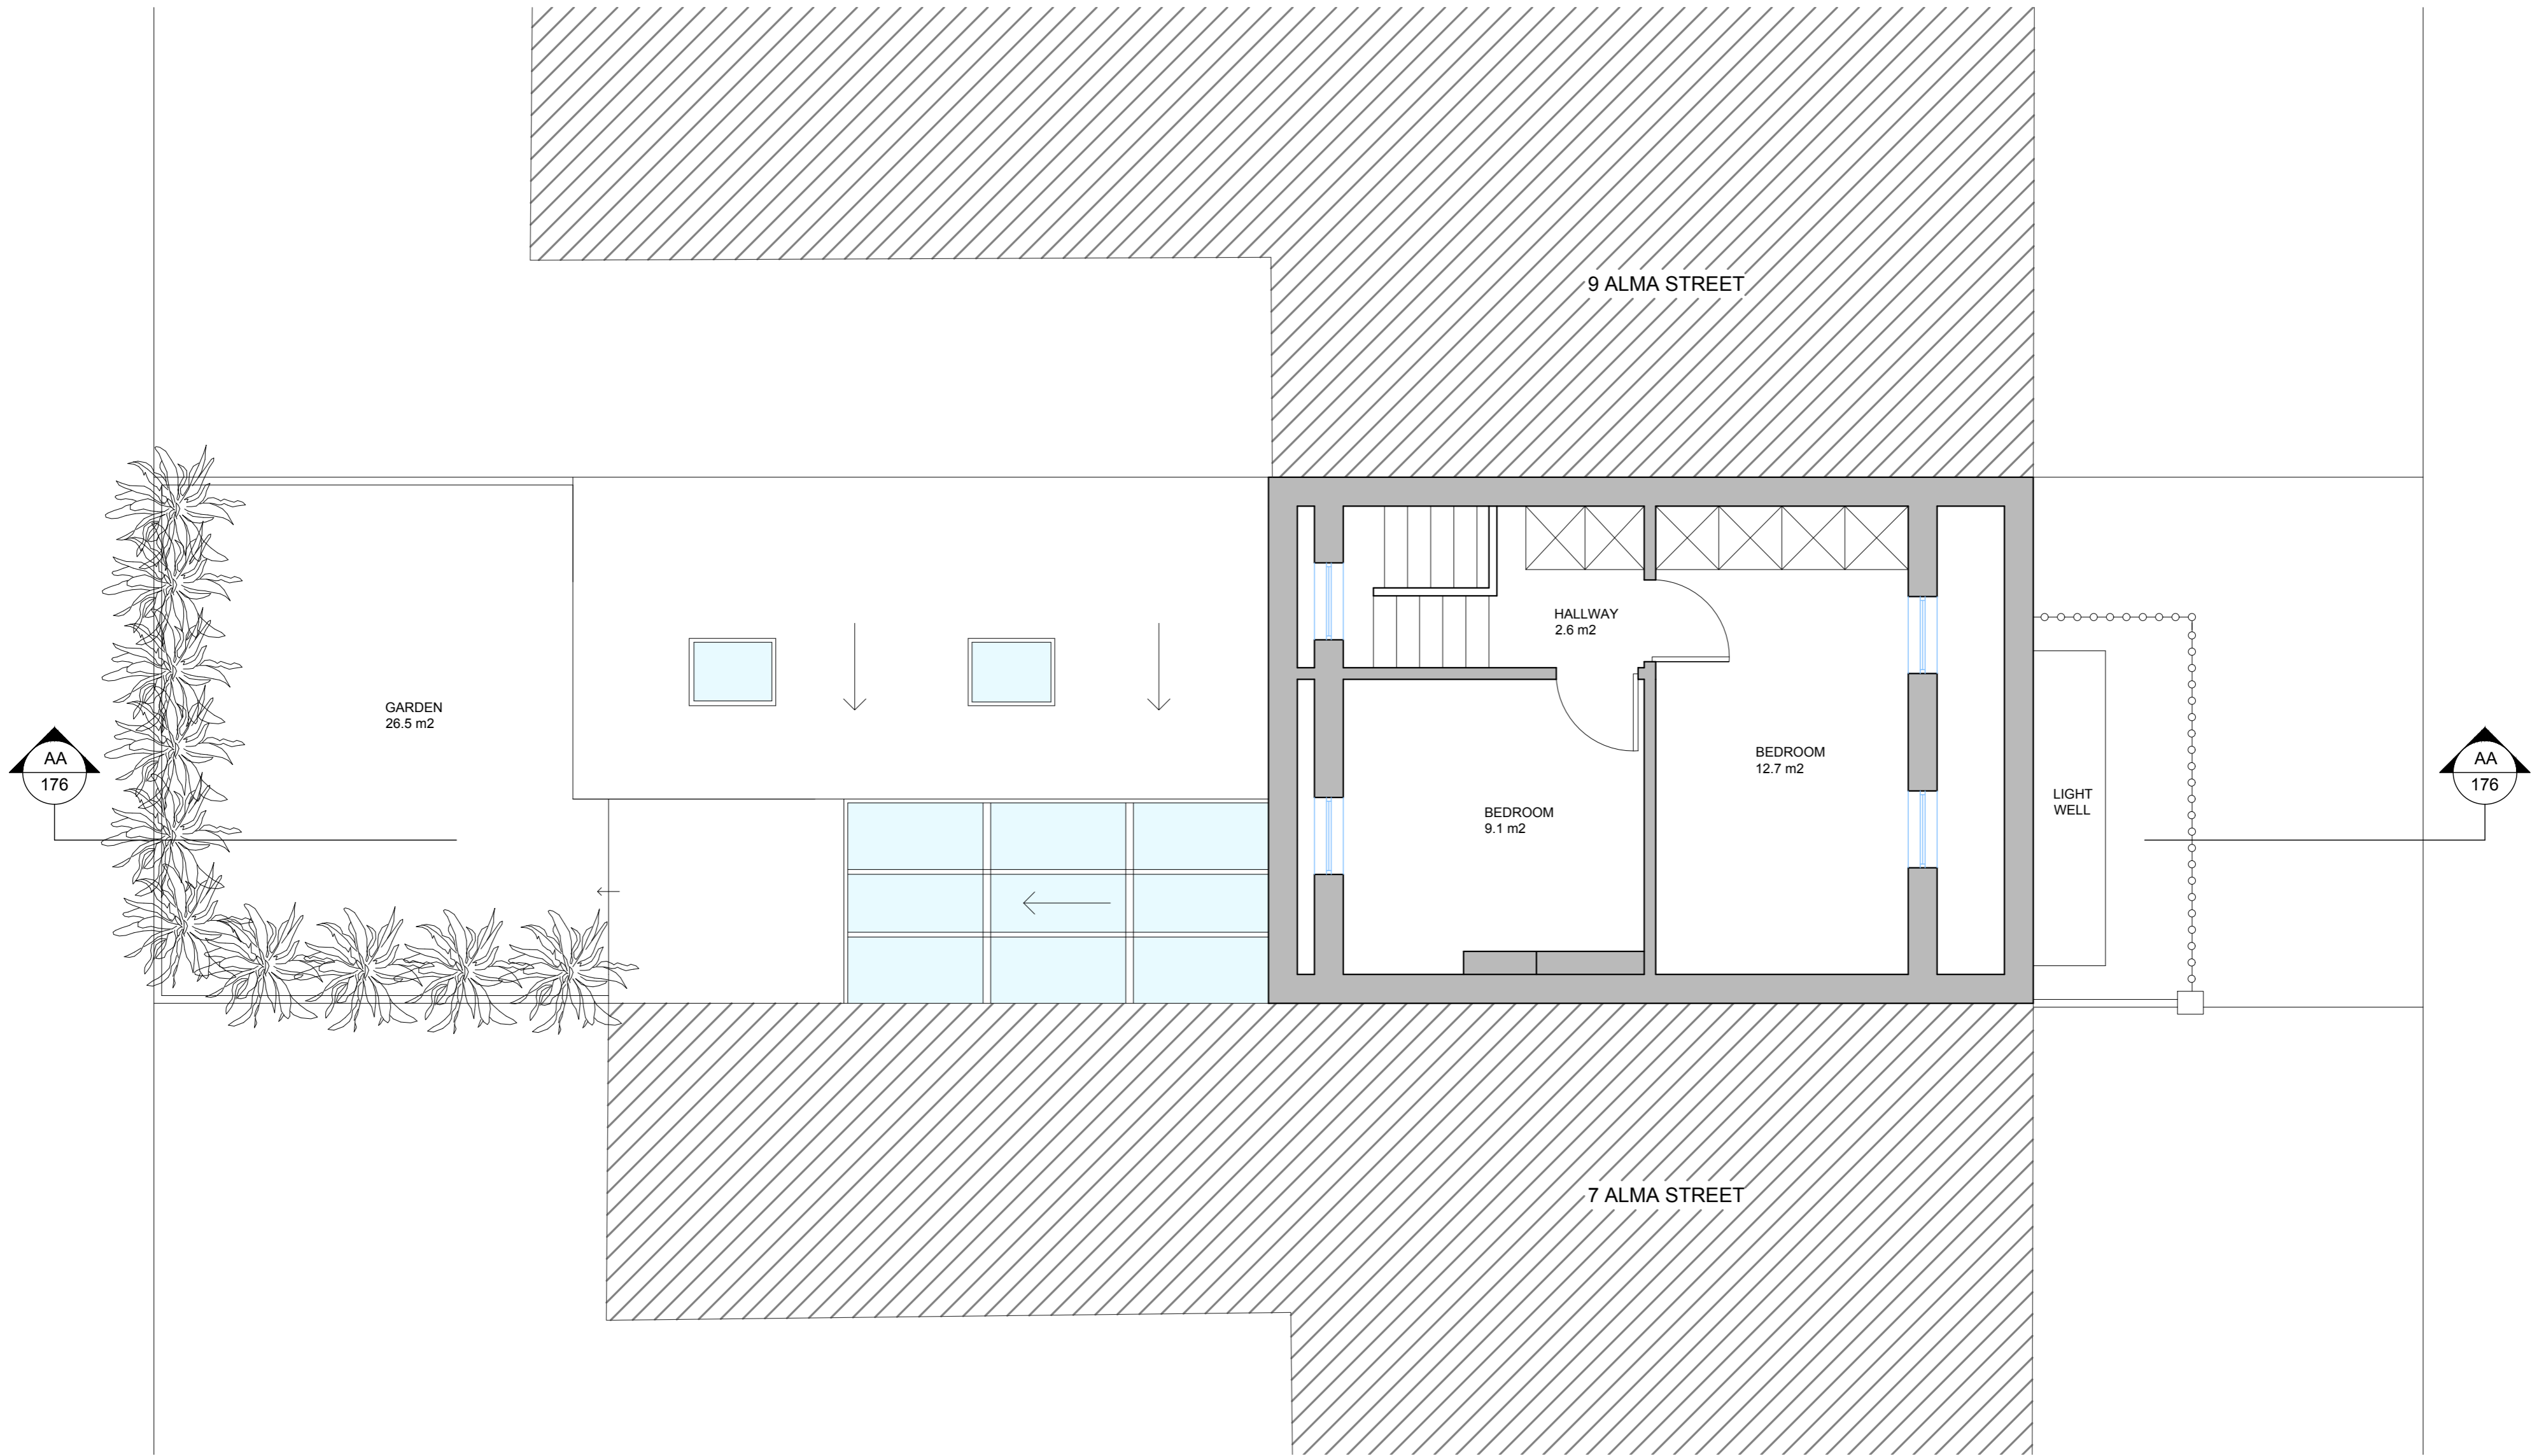 9 ALMA STREET
HALLWAY
2.6 m2
GARDEN
26.5 m2
AA
176
BEDROOM
12.7 m2
AA
176
LIGHT
WELL
BEDROOM
9.1 m2
7 ALMA STREET